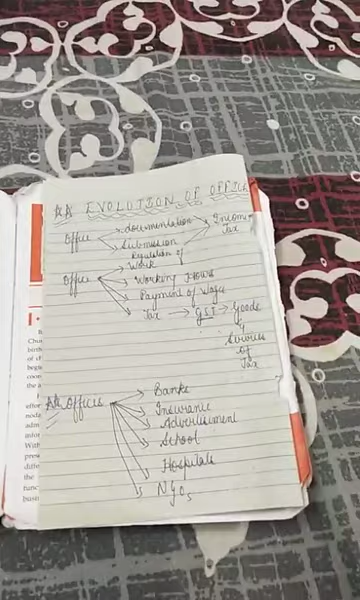 EVOLUTION OF OFFICE
Office
documentation
Submission
Income
Tax
Office
Regulation of
Work
Working Hours
Payment of Wage
Tax → GST → Goods
Services
Of
Tax
Offices
Banks
Insurance
Advertisement
School
Hospitals
NGOs